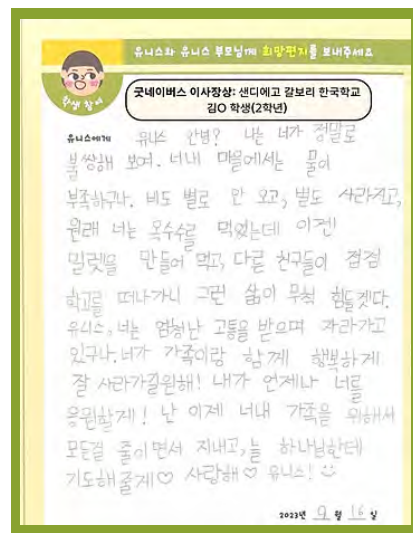 유니스와 유니스 부모님께 희망편지를 보내주세요
학생 참여
굿네이버스 이사장상: 샌디에고 갈보리 한국학교
김O 학생(2학년)
유니스에게 유니스 안녕? 나는 너가 정말로
불쌍해 보여. 너내 마을에서는 물이
부족하구나. 비도 별로 안 오고, 벌도 사라지고,
원래 너는 옥수수를 먹었는데 이젠
밀렛을 만들어 먹고, 다른 친구들이 점점
학교를 떠나가니 그런 삶이 무척 힘들겟다.
유니스, 너는 엄청난 고통을 받으며 자라가고
있구나. 너가 가족이랑 함께 행복하게
잘 사라가길원해! 내가 언제나 너를
응원할게! 난 이제 너내 가족을 위해서
모든걸 줄이면서 지내고, 늘 하나님한테
기도해줄게♡ 사랑해♡ 유니스!
2023년 9월 16일